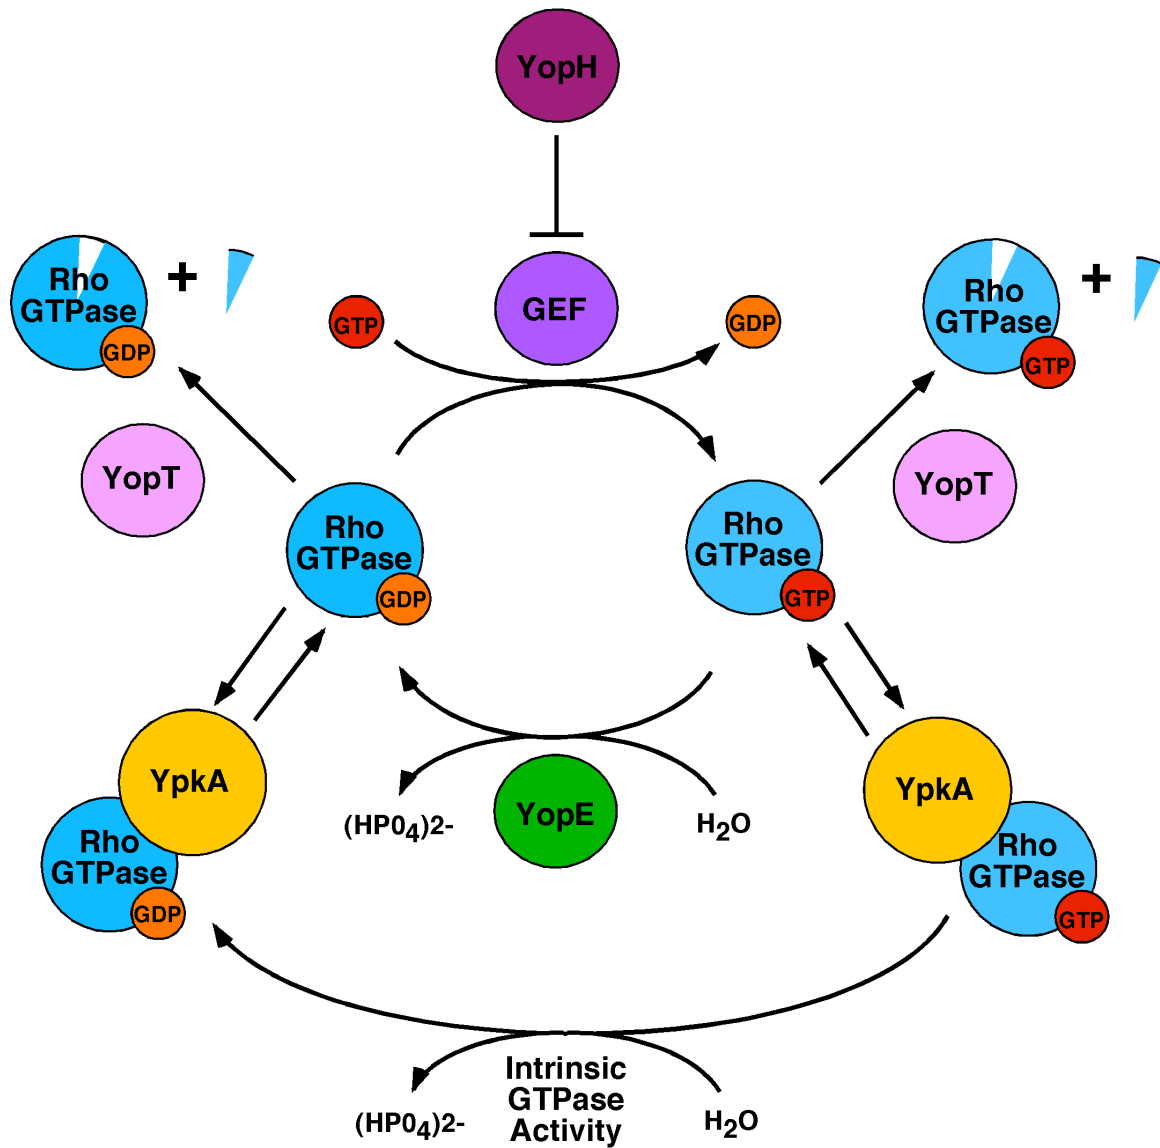 YopH
Rho
GTPase
GDP
+
GTP
GEF
GDP
Rho
GTPase
GTP
+
YopT
YopT
Rho
GTPase
GDP
Rho
GTPase
GTP
YpkA
Rho
GTPase
GDP
(HP0₄)2-
YopE
H₂O
YpkA
Rho
GTPase
GTP
Intrinsic
GTPase
Activity
(HP0₄)2-
H₂O